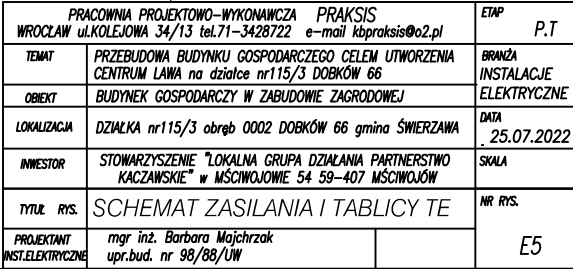 PRACOWNIA PROJEKTOWO-WYKONAWCZA PRAKSIS
WROCŁAW ul.KOLEJOWA 34/13 tel.71-3428722 e-mail kbpraksis@o2.pl
ETAP
P.T
TEMAT
PRZEBUDOWA BUDYNKU GOSPODARCZEGO CELEM UTWORZENIA
CENTRUM LAWA na działce nr115/3 DOBKÓW 66
BRANŻA
INSTALACJE
ELEKTRYCZNE
OBIEKT
BUDYNEK GOSPODARCZY W ZABUDOWIE ZAGRODOWEJ
LOKALIZACJA
DZIAŁKA nr115/3 obręb 0002 DOBKÓW 66 gmina ŚWIERZAWA
DATA
25.07.2022
INWESTOR
STOWARZYSZENIE "LOKALNA GRUPA DZIAŁANIA PARTNERSTWO
KACZAWSKIE" w MŚCIWOJOWIE 54 59-407 MŚCIWOJÓW
SKALA
TYTUŁ RYS.
SCHEMAT ZASILANIA I TABLICY TE
NR RYS.
E5
PROJEKTANT
INST.ELEKTRYCZNE
mgr inż. Barbara Majchrzak
upr.bud. nr 98/88/UW